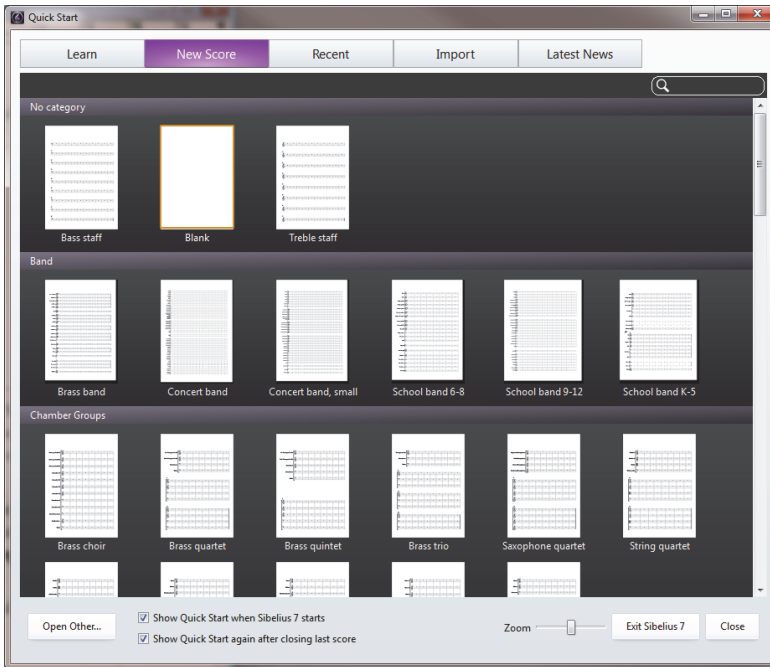 Quick Start
Learn New Score Recent Import Latest News
No category
Bass staff Blank Treble staff
Band
Brass band Concert band Concert band, small School band 6-8 School band 9-12 School band K-5
Chamber Groups
Brass choir Brass quartet Brass quintet Brass trio Saxophone quartet String quartet
Open Other...
Show Quick Start when Sibelius 7 starts
Show Quick Start again after closing last score
Zoom
Exit Sibelius 7
Close